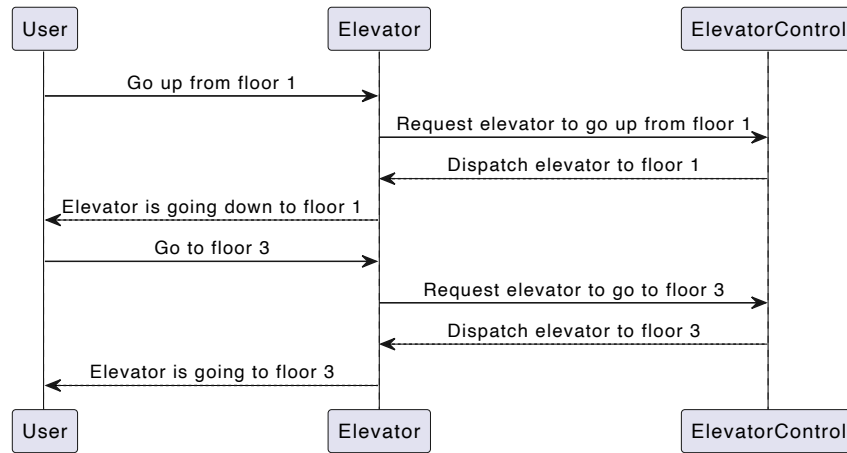 User Elevator ElevatorControl
Go up from floor 1
Request elevator to go up from floor 1
Dispatch elevator to floor 1
Elevator is going down to floor 1
Go to floor 3
Request elevator to go to floor 3
Dispatch elevator to floor 3
Elevator is going to floor 3
User Elevator ElevatorControl